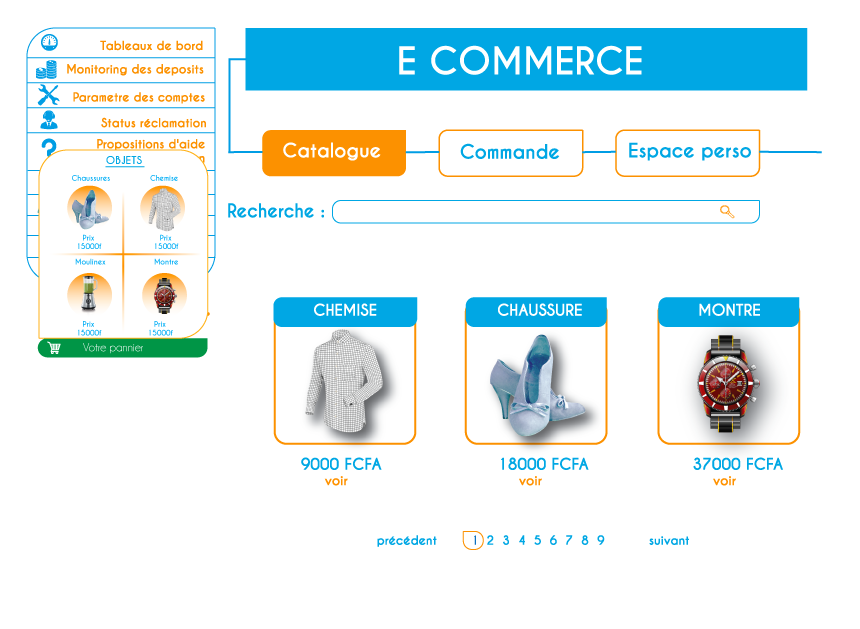 Tableaux de bord
Monitoring des deposits
Parametre des comptes
Status réclamation
Propositions d'aide
OBJETS
Chaussures
Chemise
Prix
15000f
Prix
15000f
Moulinex
Montre
Prix
15000f
Prix
15000f
Votre pannier
E COMMERCE
Catalogue
Commande
Espace perso
Recherche :
CHEMISE
CHAUSSURE
MONTRE
9000 FCFA
18000 FCFA
37000 FCFA
voir
voir
voir
précédent 1 2 3 4 5 6 7 8 9 suivant